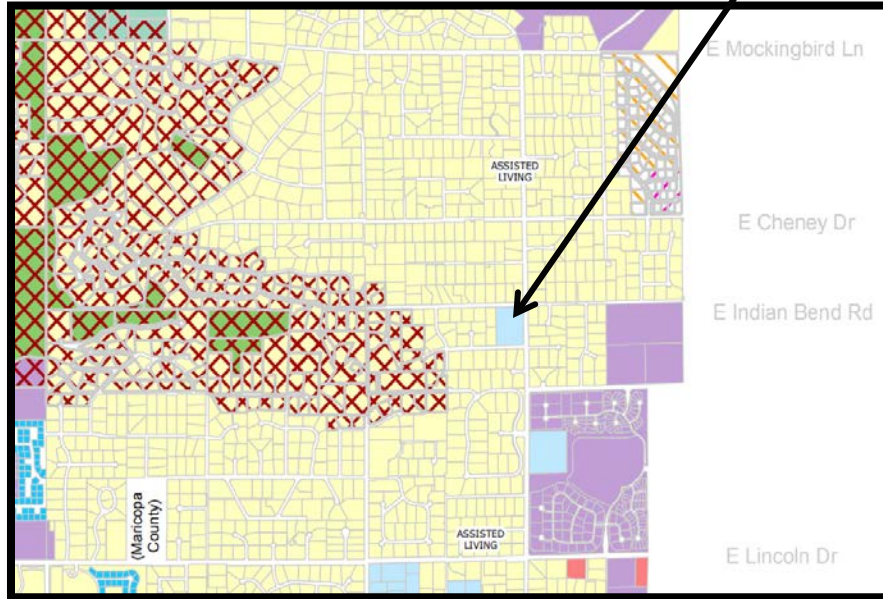 E Mockingbird Ln
ASSISTED
LIVING
E Cheney Dr
E Indian Bend Rd
(Maricopa
County)
ASSISTED
LIVING
E Lincoln Dr